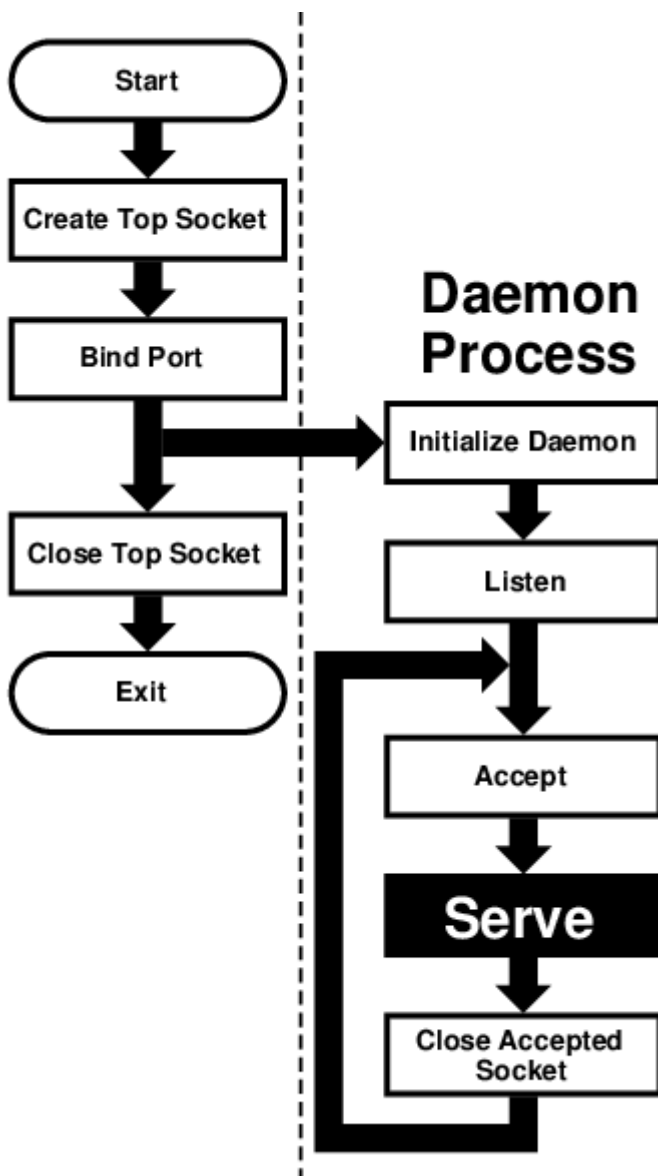 Start
Create Top Socket
Bind Port
Close Top Socket
Exit
Daemon
Process
Initialize Daemon
Listen
Accept
Serve
Close Accepted
Socket